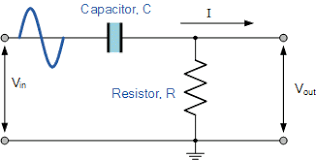 Capacitor, C
I
Vin
Resistor, R
Vout